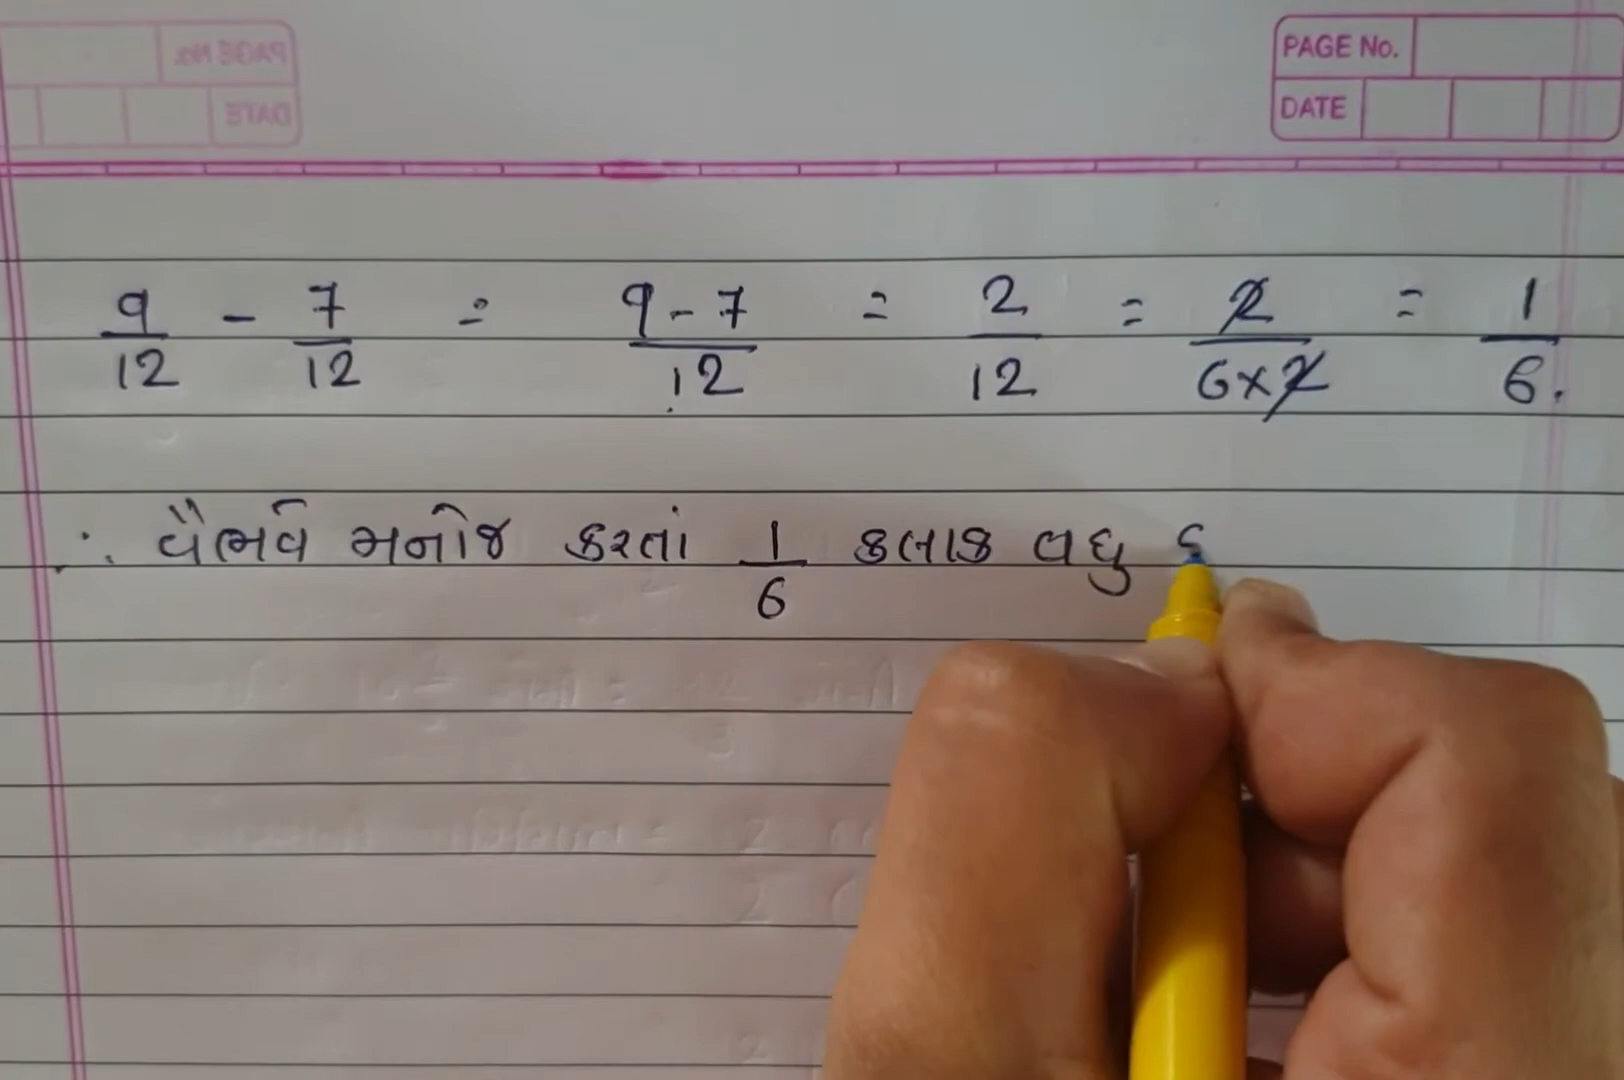 PAGE No.
DATE
9/12 - 7/12 = 9-7/12 = 2/12 = 2/6×2 = 1/6.
∴ વૈભવ મનોજ કરતાં 1/6 કલાક વધુ